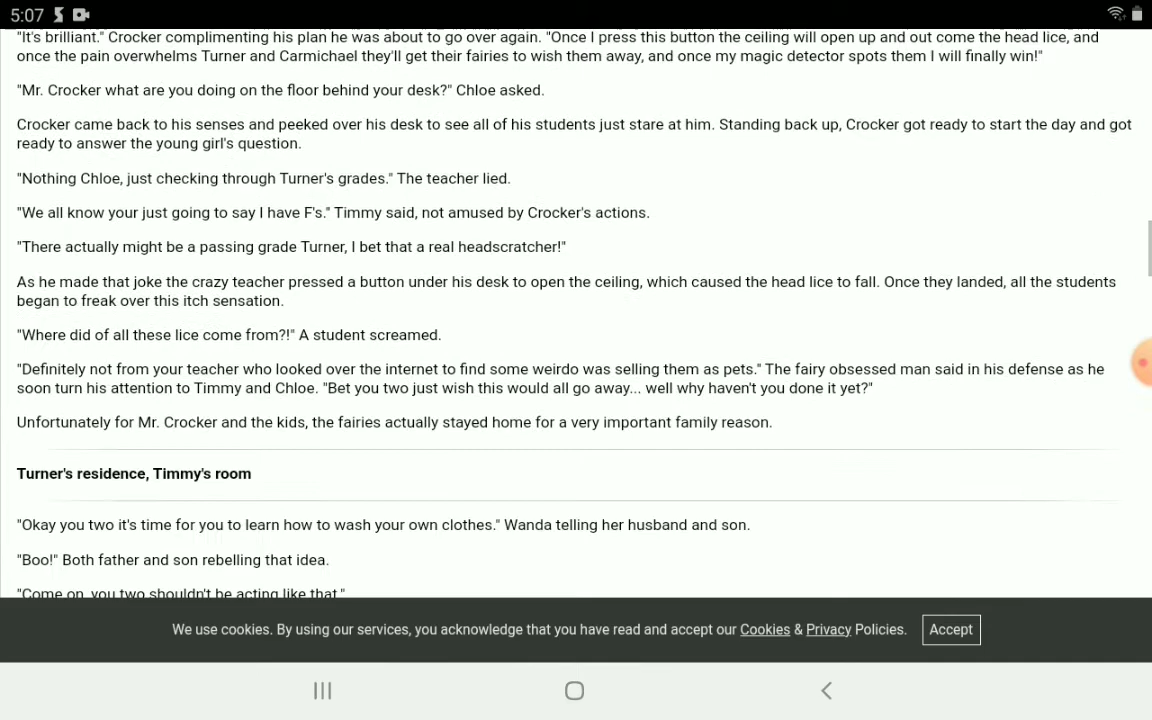 5:07
"It's brilliant." Crocker complimenting his plan he was about to go over again. "Once I press this button the ceiling will open up and out come the head lice, and
once the pain overwhelms Turner and Carmichael they'll get their fairies to wish them away, and once my magic detector spots them I will finally win!"
"Mr. Crocker what are you doing on the floor behind your desk?" Chloe asked.
Crocker came back to his senses and peeked over his desk to see all of his students just stare at him. Standing back up, Crocker got ready to start the day and got
ready to answer the young girl's question.
"Nothing Chloe, just checking through Turner's grades." The teacher lied.
"We all know your just going to say I have F's." Timmy said, not amused by Crocker's actions.
"There actually might be a passing grade Turner, I bet that a real headscratcher!"
As he made that joke the crazy teacher pressed a button under his desk to open the ceiling, which caused the head lice to fall. Once they landed, all the students
began to freak over this itch sensation.
"Where did of all these lice come from?!" A student screamed.
"Definitely not from your teacher who looked over the internet to find some weirdo was selling them as pets." The fairy obsessed man said in his defense as he
soon turn his attention to Timmy and Chloe. "Bet you two just wish this would all go away... well why haven't you done it yet?"
Unfortunately for Mr. Crocker and the kids, the fairies actually stayed home for a very important family reason.
Turner's residence, Timmy's room
"Okay you two it's time for you to learn how to wash your own clothes." Wanda telling her husband and son.
"Boo!" Both father and son rebelling that idea.
"Come on, you two shouldn't be acting like that."
We use cookies. By using our services, you acknowledge that you have read and accept our Cookies & Privacy Policies. Accept